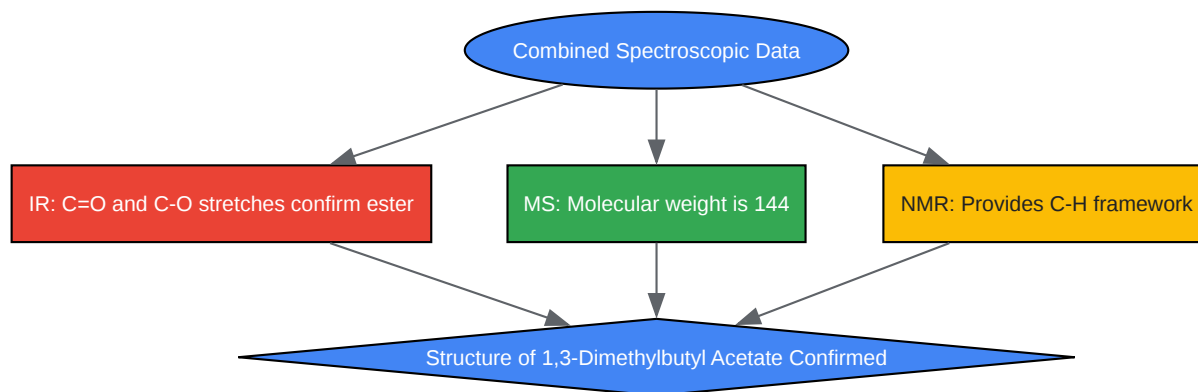 Combined Spectroscopic Data
IR: C=O and C-O stretches confirm ester
MS: Molecular weight is 144
NMR: Provides C-H framework
Structure of 1,3-Dimethylbutyl Acetate Confirmed